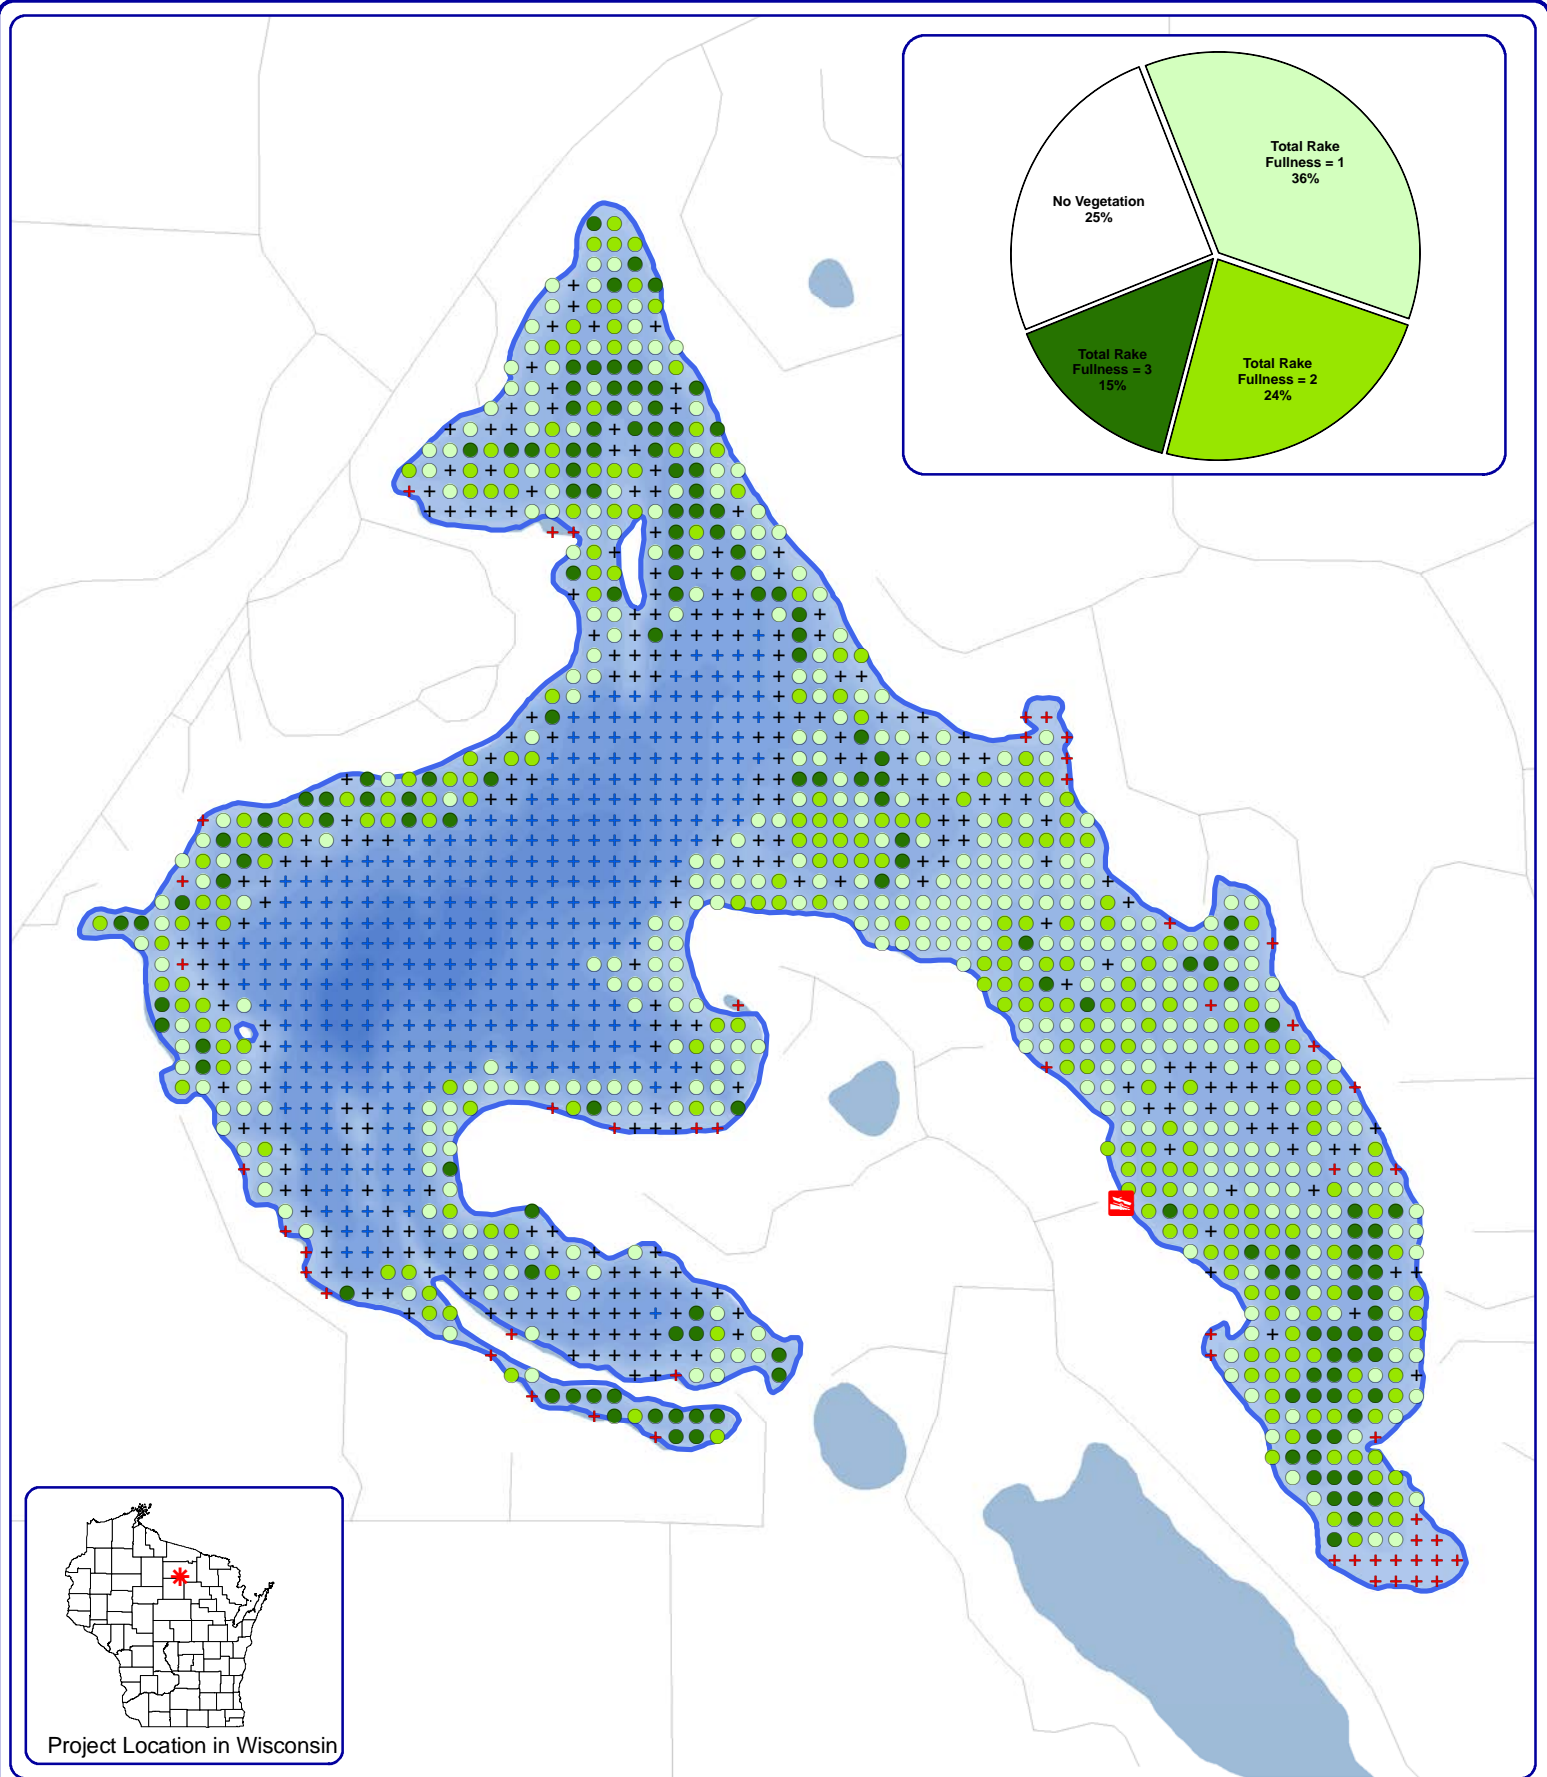 Total Rake
Fullness = 1
36%
No Vegetation
25%
Total Rake
Fullness = 3
15%
Total Rake
Fullness = 2
24%
Project Location in Wisconsin